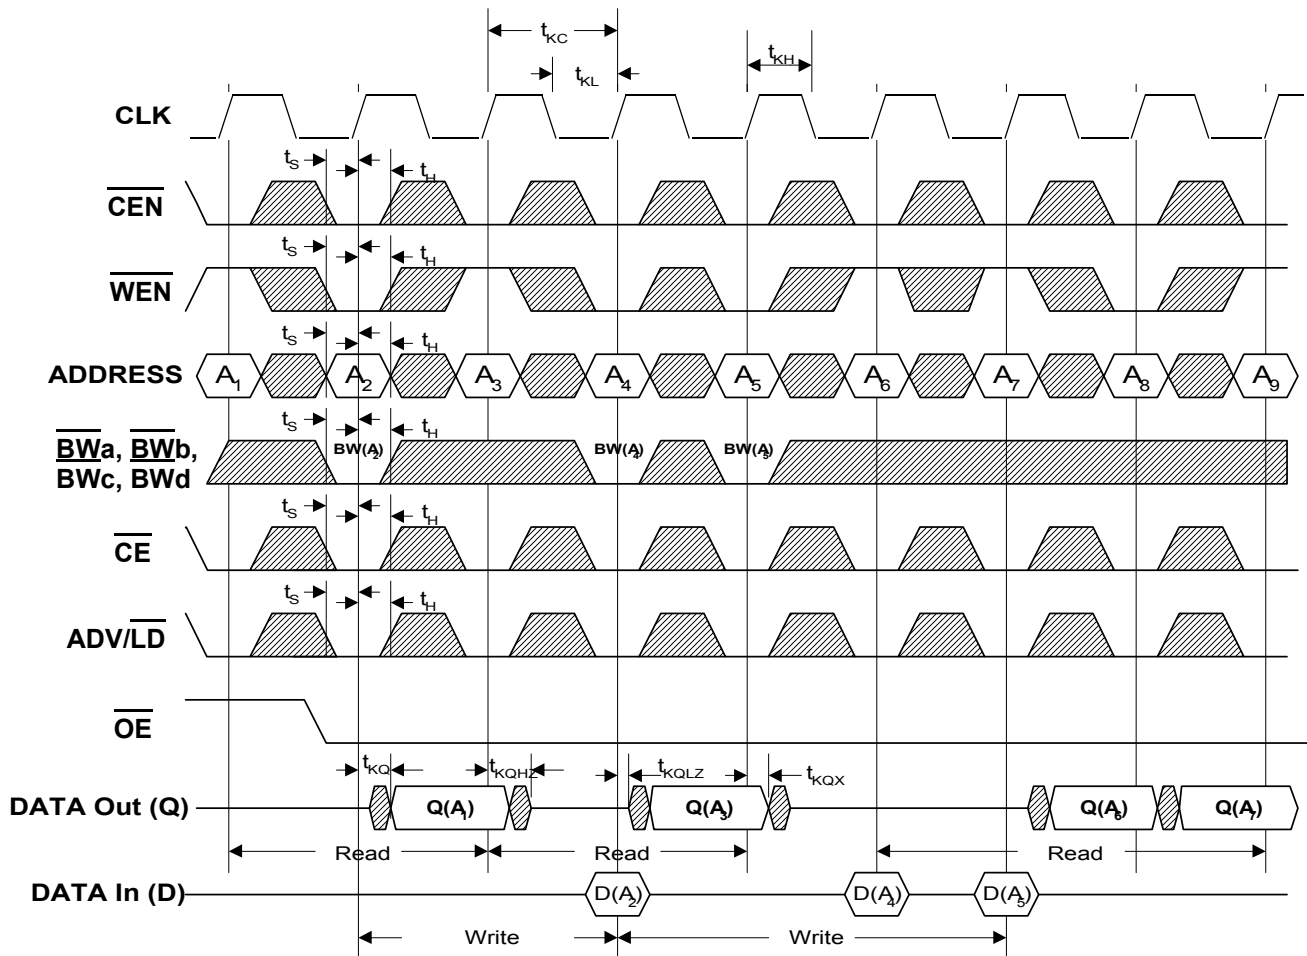 tKC
tKL
tKH
CLK
tS
tH
CEN
tS
tH
WEN
tS
tH
ADDRESS A1 A2 A3 A4 A5 A6 A7 A8 A9
tS
tH
BWa, BWb,
BWc, BWd
BW(A2) BW(A4) BW(A5)
tS
tH
CE
tS
tH
ADV/LD
OE
tKQ tKQHZ tKQLZ tKQX
DATA Out (Q) Q(A1) Q(A3) Q(A6) Q(A7)
Read Read Read
DATA In (D) D(A2) D(A4) D(A5)
Write Write